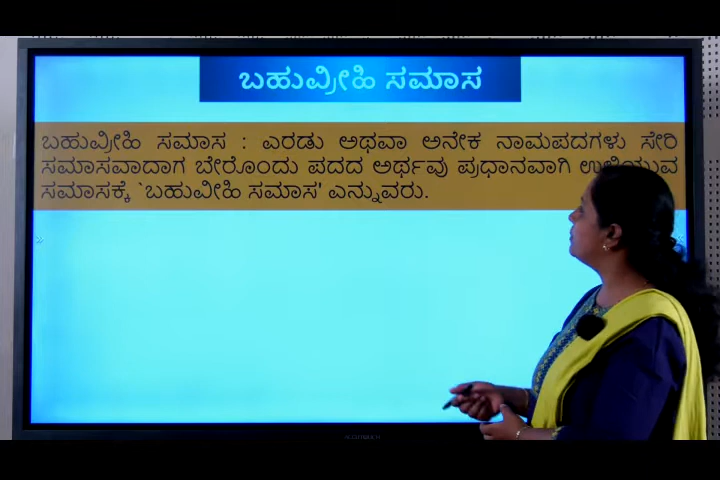 ಬಹುವ್ರೀಹಿ ಸಮಾಸ
ಬಹುವ್ರೀಹಿ ಸಮಾಸ : ಎರಡು ಅಥವಾ ಅನೇಕ ನಾಮಪದಗಳು ಸೇರಿ
ಸಮಾಸವಾದಾಗ ಬೇರೊಂದು ಪದದ ಅರ್ಥವು ಪ್ರಧಾನವಾಗಿ ಉಳಿಯುವ
ಸಮಾಸಕ್ಕೆ `ಬಹುವೀಹಿ ಸಮಾಸ' ಎನ್ನುವರು.